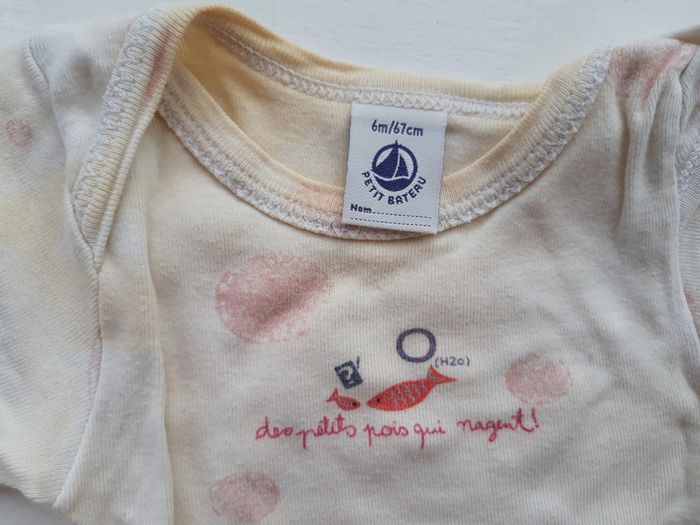 6m/67cm
PETIT BATEAU
Nom
O
(H2O)
?
des petits pois qui nagent!